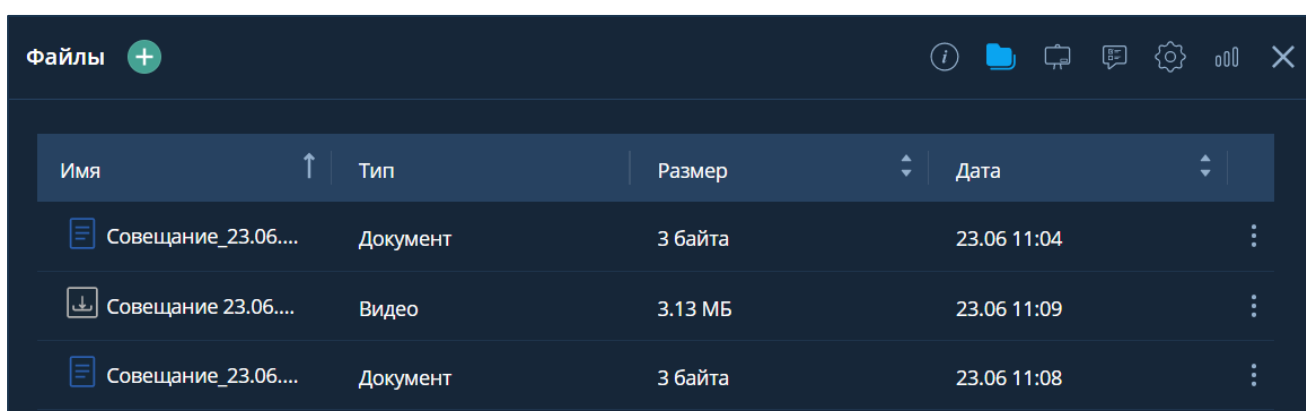 Файлы
Имя Тип Размер Дата
Совещание_23.06.... Документ 3 байта 23.06 11:04
Совещание 23.06.... Видео 3.13 МБ 23.06 11:09
Совещание_23.06.... Документ 3 байта 23.06 11:08